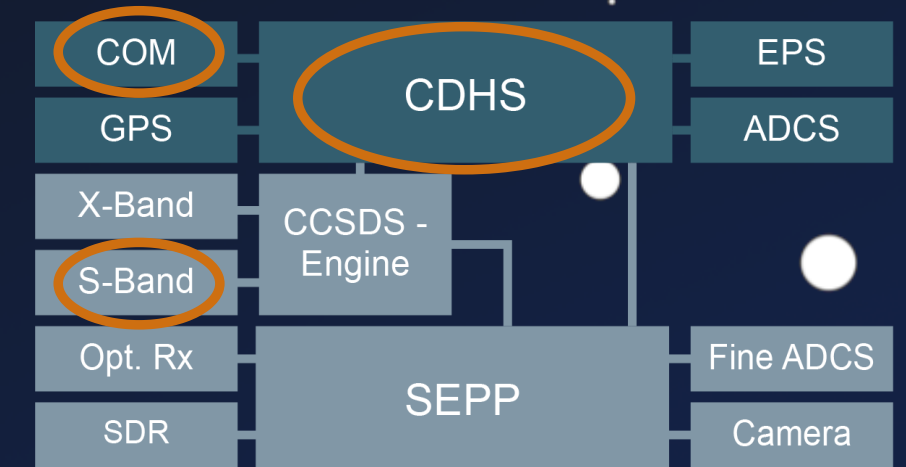 COM
CDHS
EPS
GPS
ADCS
X-Band
CCSDS -
Engine
S-Band
Opt. Rx
SEPP
Fine ADCS
SDR
Camera